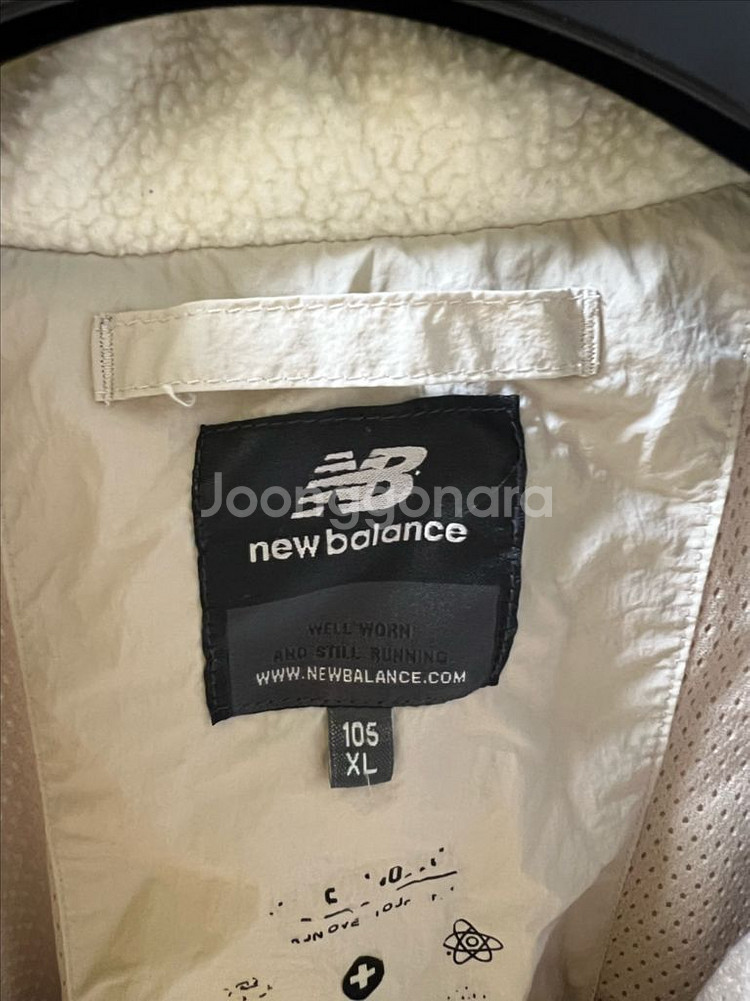 NB
Joonggonara
new balance
WELL WORN
AND STILL RUNNING
WWW.NEWBALANCE.COM
105
XL